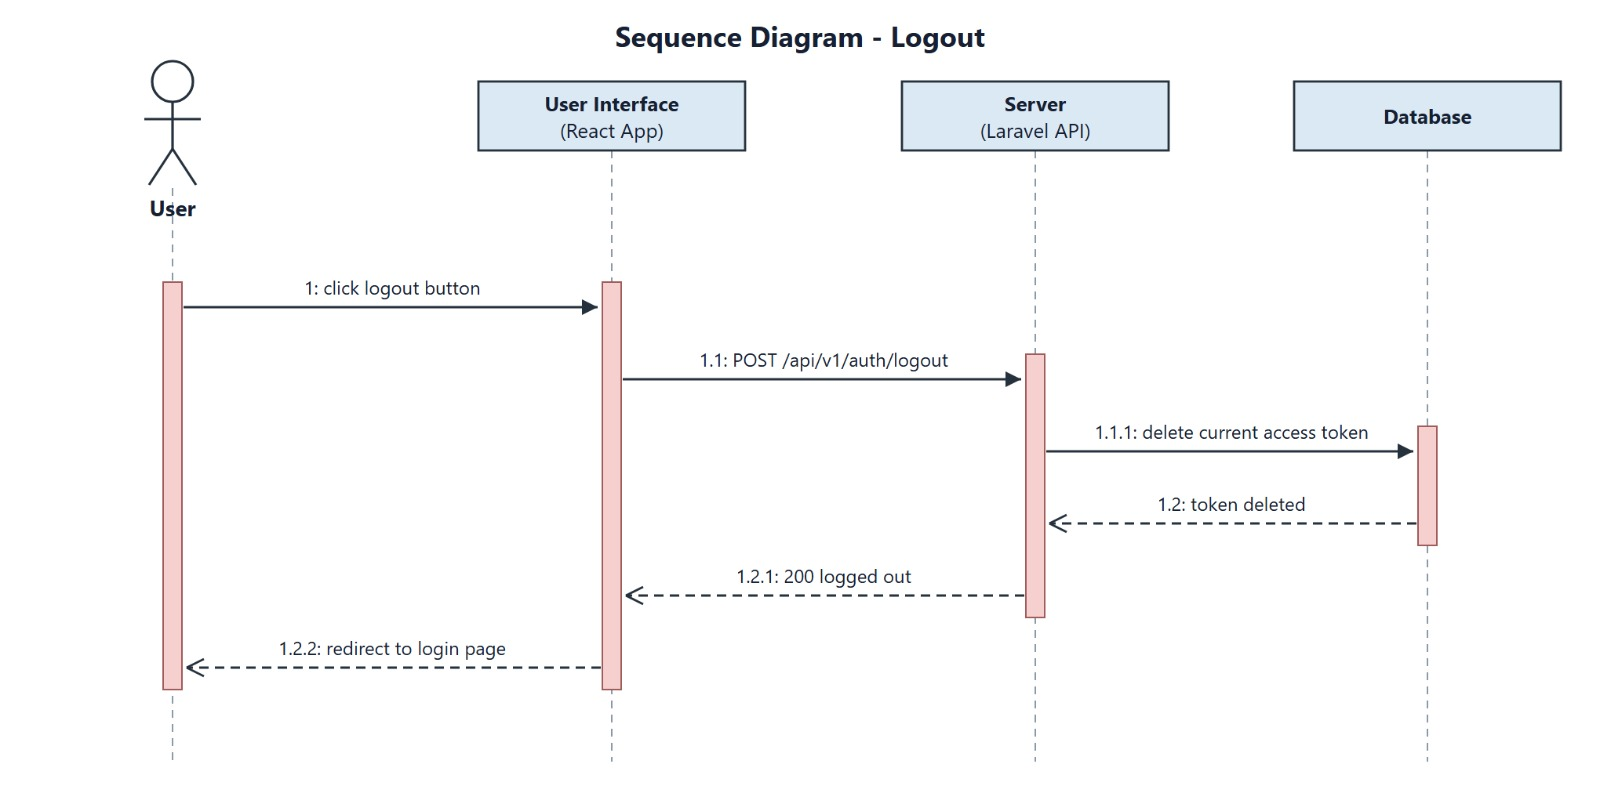 Sequence Diagram - Logout
User Interface
(React App)
Server
(Laravel API)
Database
User
1: click logout button
1.1: POST /api/v1/auth/logout
1.1.1: delete current access token
1.2: token deleted
1.2.1: 200 logged out
1.2.2: redirect to login page